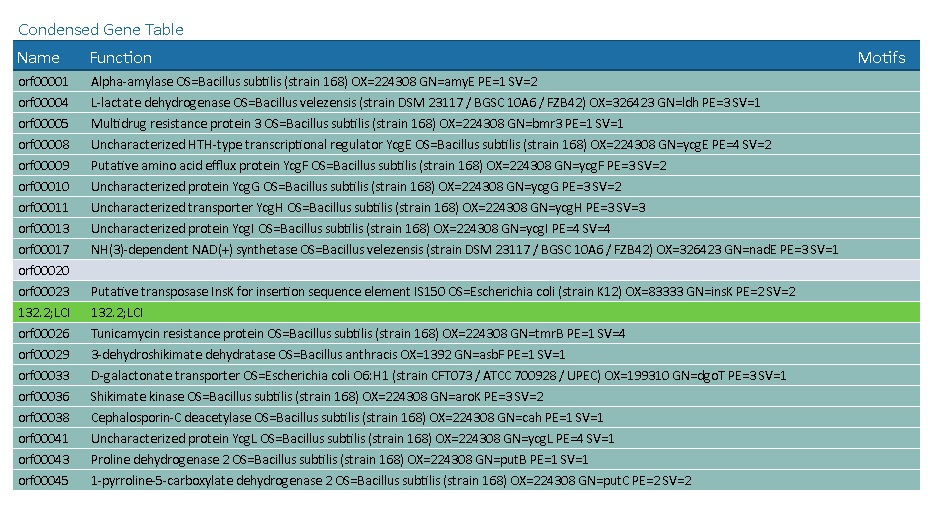 Condensed Gene Table
Name Function Motifs
orf00001 Alpha-amylase OS=Bacillus subtilis (strain 168) OX=224308 GN=amyE PE=1 SV=2
orf00004 L-lactate dehydrogenase OS=Bacillus velezensis (strain DSM 23117 / BGSC 10A6 / FZB42) OX=326423 GN=ldh PE=3 SV=1
orf00005 Multidrug resistance protein 3 OS=Bacillus subtilis (strain 168) OX=224308 GN=bmr3 PE=1 SV=1
orf00008 Uncharacterized HTH-type transcriptional regulator YcgE OS=Bacillus subtilis (strain 168) OX=224308 GN=ycgE PE=4 SV=2
orf00009 Putative amino acid efflux protein YcgF OS=Bacillus subtilis (strain 168) OX=224308 GN=ycgF PE=3 SV=2
orf00010 Uncharacterized protein YcgG OS=Bacillus subtilis (strain 168) OX=224308 GN=ycgG PE=3 SV=2
orf00011 Uncharacterized transporter YcgH OS=Bacillus subtilis (strain 168) OX=224308 GN=ycgH PE=3 SV=3
orf00013 Uncharacterized protein YcgI OS=Bacillus subtilis (strain 168) OX=224308 GN=ycgI PE=4 SV=4
orf00017 NH(3)-dependent NAD(+) synthetase OS=Bacillus velezensis (strain DSM 23117 / BGSC 10A6 / FZB42) OX=326423 GN=nadE PE=3 SV=1
orf00020
orf00023 Putative transposase InsK for insertion sequence element IS150 OS=Escherichia coli (strain K12) OX=83333 GN=insK PE=2 SV=2
132.2;LCI 132.2;LCI
orf00026 Tunicamycin resistance protein OS=Bacillus subtilis (strain 168) OX=224308 GN=tmrB PE=1 SV=4
orf00029 3-dehydroshikimate dehydratase OS=Bacillus anthracis OX=1392 GN=asbF PE=1 SV=1
orf00033 D-galactonate transporter OS=Escherichia coli O6:H1 (strain CFT073 / ATCC 700928 / UPEC) OX=199310 GN=dgoT PE=3 SV=1
orf00036 Shikimate kinase OS=Bacillus subtilis (strain 168) OX=224308 GN=aroK PE=3 SV=2
orf00038 Cephalosporin-C deacetylase OS=Bacillus subtilis (strain 168) OX=224308 GN=cah PE=1 SV=1
orf00041 Uncharacterized protein YcgL OS=Bacillus subtilis (strain 168) OX=224308 GN=ycgL PE=4 SV=1
orf00043 Proline dehydrogenase 2 OS=Bacillus subtilis (strain 168) OX=224308 GN=putB PE=1 SV=1
orf00045 1-pyrroline-5-carboxylate dehydrogenase 2 OS=Bacillus subtilis (strain 168) OX=224308 GN=putC PE=2 SV=2